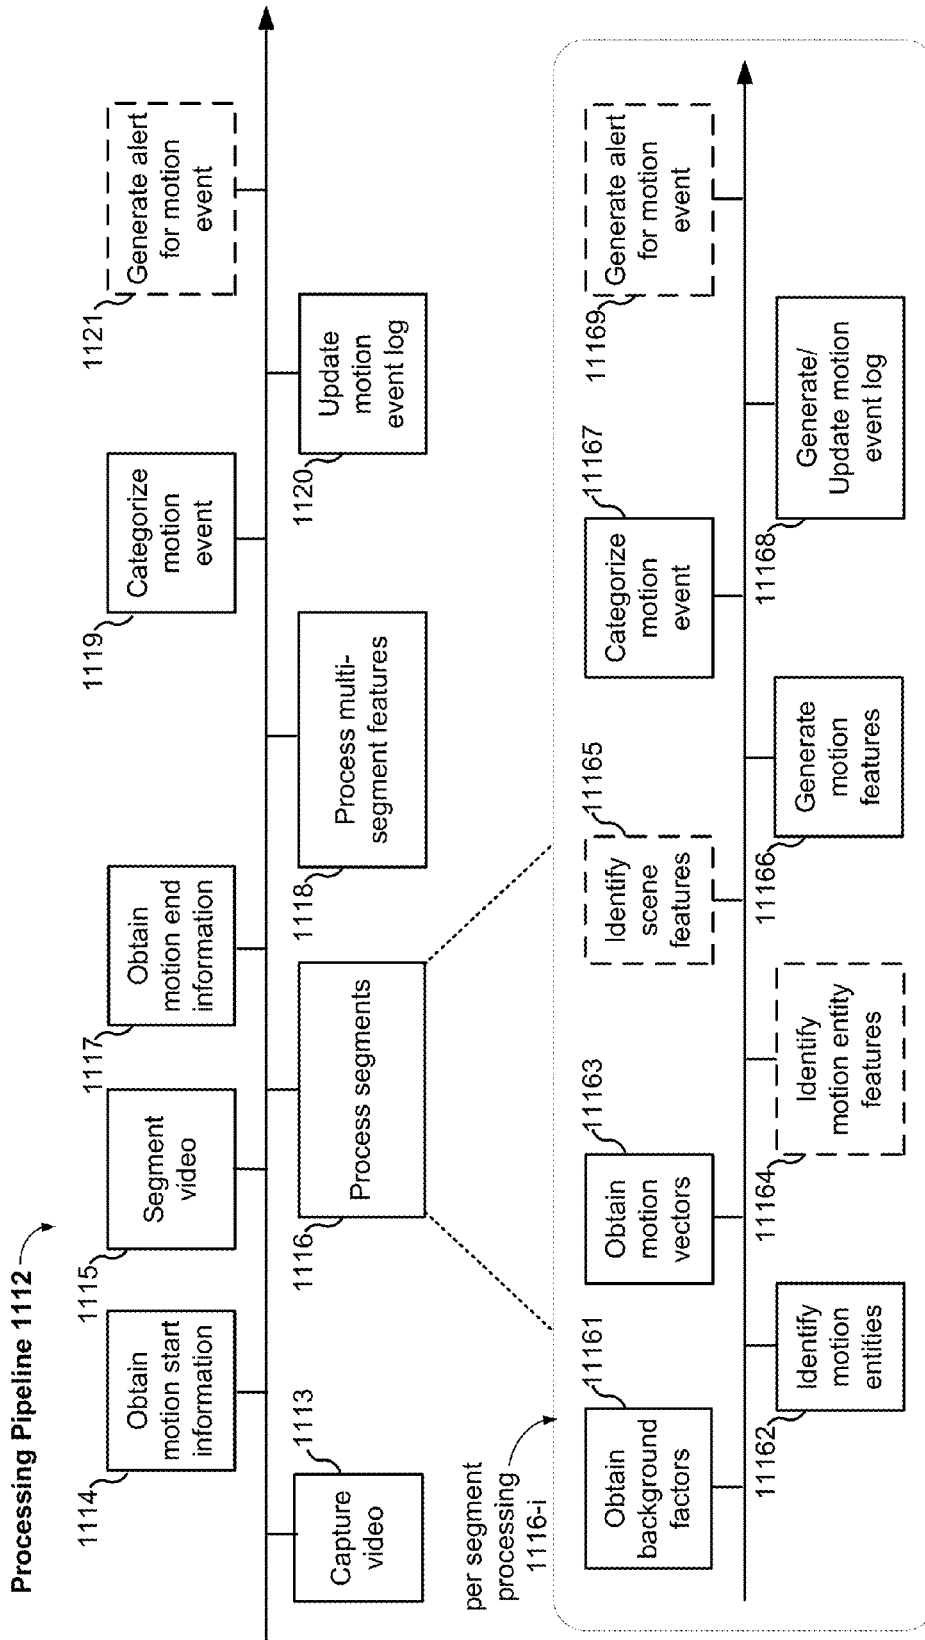 Processing Pipeline 1112
1113
Capture
video
1114
Obtain
motion start
information
1115
Segment
video
1116
Process segments
1117
Obtain
motion end
information
1118
Process multi-
segment features
1119
Categorize
motion
event
1120
Update
motion
event log
1121
Generate alert
for motion
event
per segment
processing
1116-i
11161
Obtain
background
factors
11162
Identify
motion
entities
11163
Obtain
motion
vectors
11164
Identify
motion entity
features
11165
Identify
scene
features
11166
Generate
motion
features
11167
Categorize
motion
event
11168
Generate/
Update motion
event log
11169
Generate alert
for motion
event